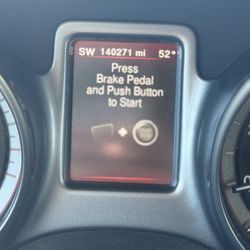 SW 140271 mi 52°
Press
Brake Pedal
and Push Button
to Start
+